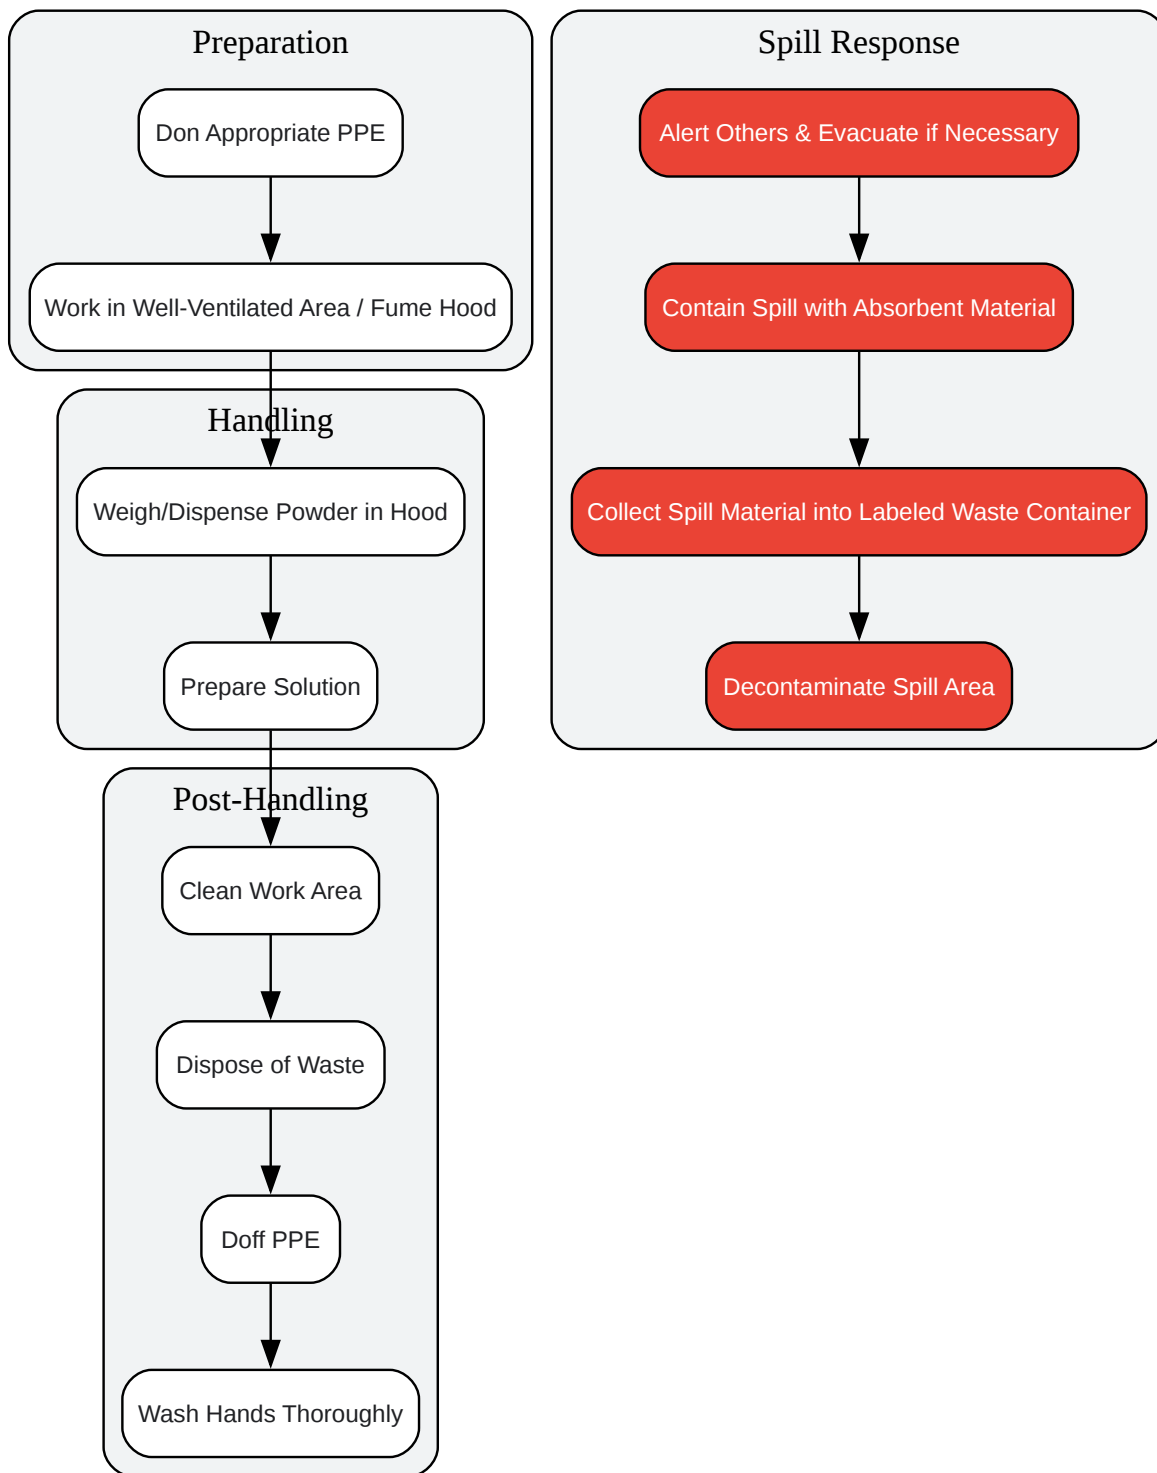 Preparation
Don Appropriate PPE
Work in Well-Ventilated Area / Fume Hood
Handling
Weigh/Dispense Powder in Hood
Prepare Solution
Post-Handling
Clean Work Area
Dispose of Waste
Doff PPE
Wash Hands Thoroughly
Spill Response
Alert Others & Evacuate if Necessary
Contain Spill with Absorbent Material
Collect Spill Material into Labeled Waste Container
Decontaminate Spill Area